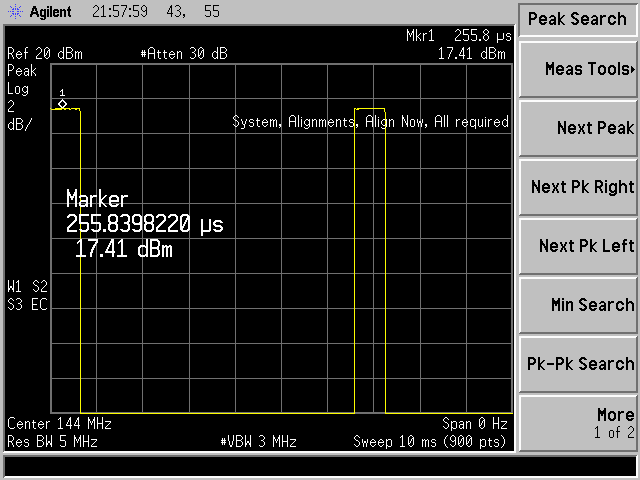 Agilent 21:57:59 43, 55
Mkr1 255.8 µs
Ref 20 dBm #Atten 30 dB 17.41 dBm
Peak
Log
2
dB/
1
System, Alignments, Align Now, All required
Marker
255.8398220 µs
17.41 dBm
W1 S2
S3 EC
Center 144 MHz Span 0 Hz
Res BW 5 MHz #VBW 3 MHz Sweep 10 ms (900 pts)
Peak Search
Meas Tools
Next Peak
Next Pk Right
Next Pk Left
Min Search
Pk-Pk Search
More
1 of 2